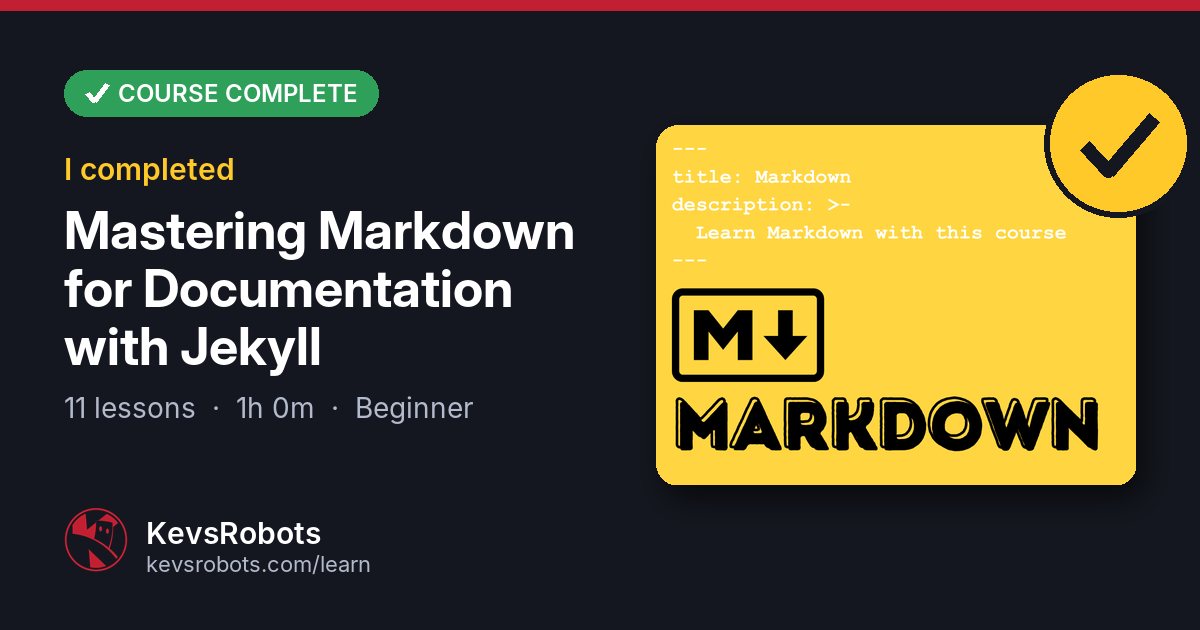 COURSE COMPLETE
I completed
Mastering Markdown
for Documentation
with Jekyll
11 lessons · 1h 0m · Beginner
KevsRobots
kevsrobots.com/learn
---
title: Markdown
description: >-
  Learn Markdown with this course
---
M
MARKDOWN